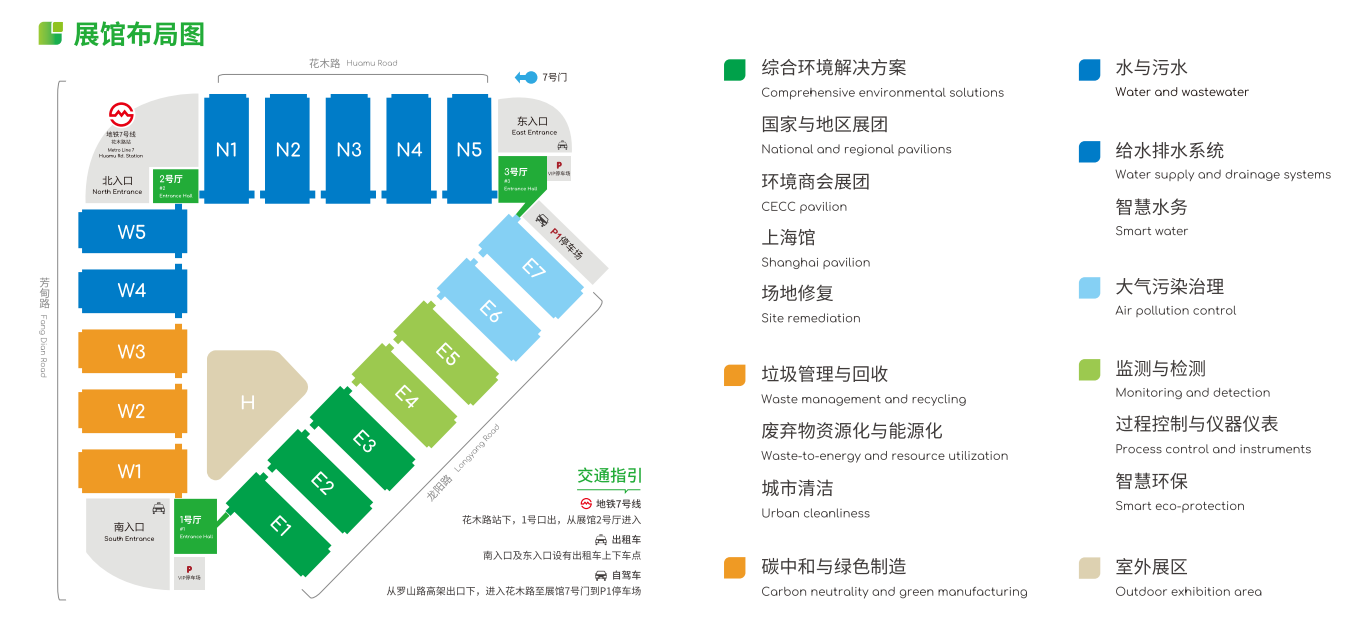 展馆布局图
花木路 Huamu Road
7号门
地铁7号线
花木路站
Metro Line 7
Huamu Rd. Station
北入口
North Entrance
2号厅
#2
Entrance Hall
N1
N2
N3
N4
N5
东入口
East Entrance
3号厅
#3
Entrance Hall
P
VIP停车场
P1停车场
W5
W4
W3
W2
W1
芳甸路 Fang Dian Road
H
E7
E6
E5
E4
E3
E2
E1
龙阳路 Longyang Road
南入口
South Entrance
1号厅
#1
Entrance Hall
P
VIP停车场
交通指引
地铁7号线
花木路站下，1号口出，从展馆2号厅进入
出租车
南入口及东入口设有出租车上下车点
自驾车
从罗山路高架出口下，进入花木路至展馆7号门到P1停车场
综合环境解决方案
Comprehensive environmental solutions
国家与地区展团
National and regional pavilions
环境商会展团
CECC pavilion
上海馆
Shanghai pavilion
场地修复
Site remediation
垃圾管理与回收
Waste management and recycling
废弃物资源化与能源化
Waste-to-energy and resource utilization
城市清洁
Urban cleanliness
碳中和与绿色制造
Carbon neutrality and green manufacturing
水与污水
Water and wastewater
给水排水系统
Water supply and drainage systems
智慧水务
Smart water
大气污染治理
Air pollution control
监测与检测
Monitoring and detection
过程控制与仪器仪表
Process control and instruments
智慧环保
Smart eco-protection
室外展区
Outdoor exhibition area